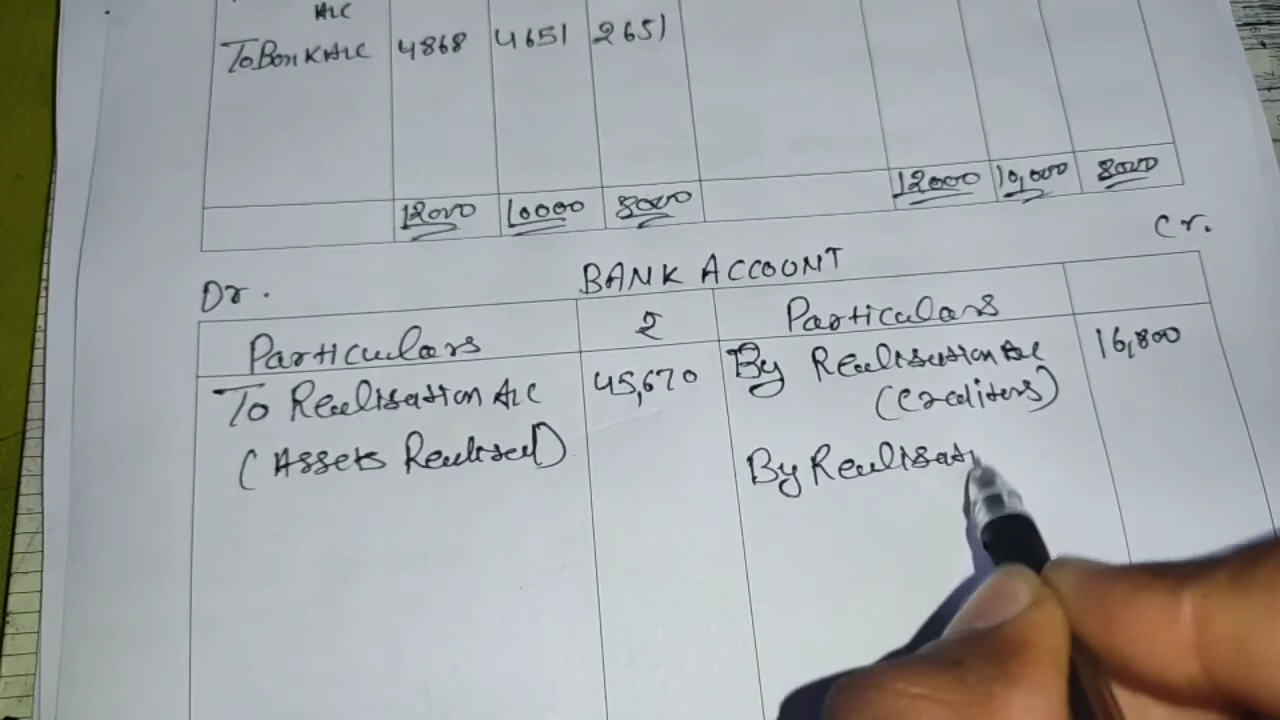 A/C
To Bank A/C 4868 4651 2651
12000 10000 8000 12000 10,000 8000
Dr. BANK ACCOUNT Cr.
Particulars ₹ Particulars
To Realisation A/C 45,670 By Realisation A/C 16,800
(Assets Realised) (Creditors)
By Realisati